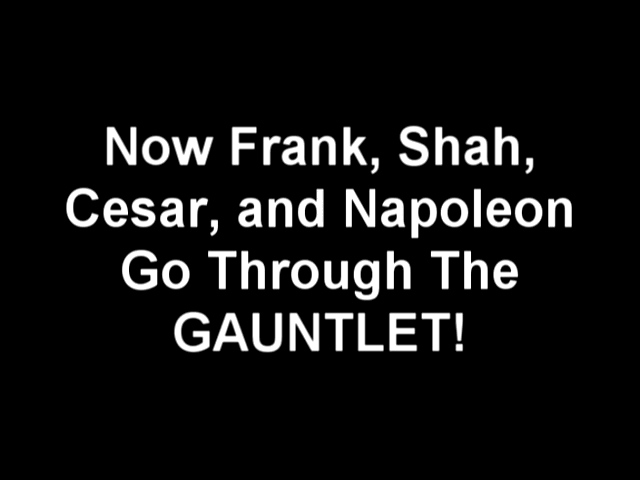 Now Frank, Shah,
Cesar, and Napoleon
Go Through The
GAUNTLET!